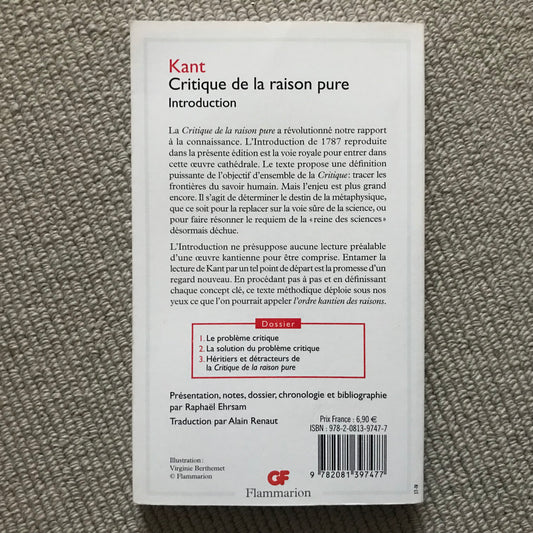 Kant
Critique de la raison pure
Introduction
La Critique de la raison pure a révolutionné notre rapport
à la connaissance. L'Introduction de 1787 reproduite
dans la présente édition est la voie royale pour entrer dans
cette œuvre cathédrale. Le texte propose une définition
puissante de l'objectif d'ensemble de la Critique : tracer les
frontières du savoir humain. Mais l'enjeu est plus grand
encore. Il s'agit de déterminer le destin de la métaphysique,
que ce soit pour la replacer sur la voie sûre de la science, ou
pour faire résonner le requiem de la « reine des sciences »
désormais déchue.
L'Introduction ne présuppose aucune lecture préalable
d'une œuvre kantienne pour être comprise. Entamer la
lecture de Kant par un tel point de départ est la promesse d'un
regard nouveau. En procédant pas à pas et en définissant
chaque concept clé, ce texte méthodique déploie sous nos
yeux ce que l'on pourrait appeler l'ordre kantien des raisons.
Dossier
1. Le problème critique
2. La solution du problème critique
3. Héritiers et détracteurs de
la Critique de la raison pure
Présentation, notes, dossier, chronologie et bibliographie
par Raphaël Ehrsam
Traduction par Alain Renaut
Prix France : 6,90 €
ISBN : 978-2-0813-9747-7
9 782081 397477
Illustration :
Virginie Berthemet
© Flammarion
GF
Flammarion